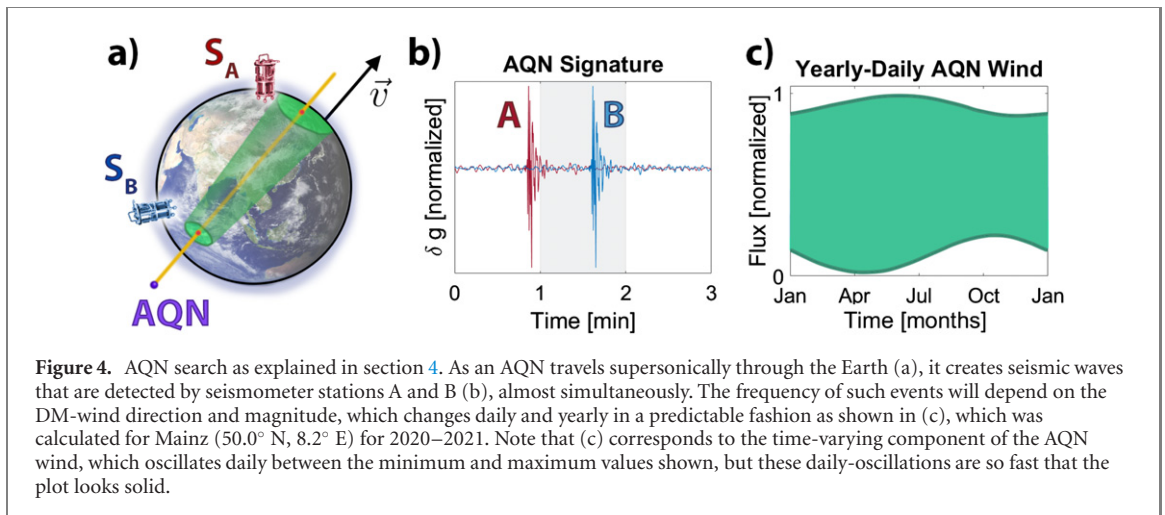 a)
S_A
v
S_B
AQN
b)
AQN Signature
A
B
δ g [normalized]
0 1 2 3
Time [min]
c)
Yearly-Daily AQN Wind
1
Flux [normalized]
0
Jan Apr Jul Oct Jan
Time [months]
Figure 4. AQN search as explained in section 4. As an AQN travels supersonically through the Earth (a), it creates seismic waves
that are detected by seismometer stations A and B (b), almost simultaneously. The frequency of such events will depend on the
DM-wind direction and magnitude, which changes daily and yearly in a predictable fashion as shown in (c), which was
calculated for Mainz (50.0° N, 8.2° E) for 2020–2021. Note that (c) corresponds to the time-varying component of the AQN
wind, which oscillates daily between the minimum and maximum values shown, but these daily-oscillations are so fast that the
plot looks solid.